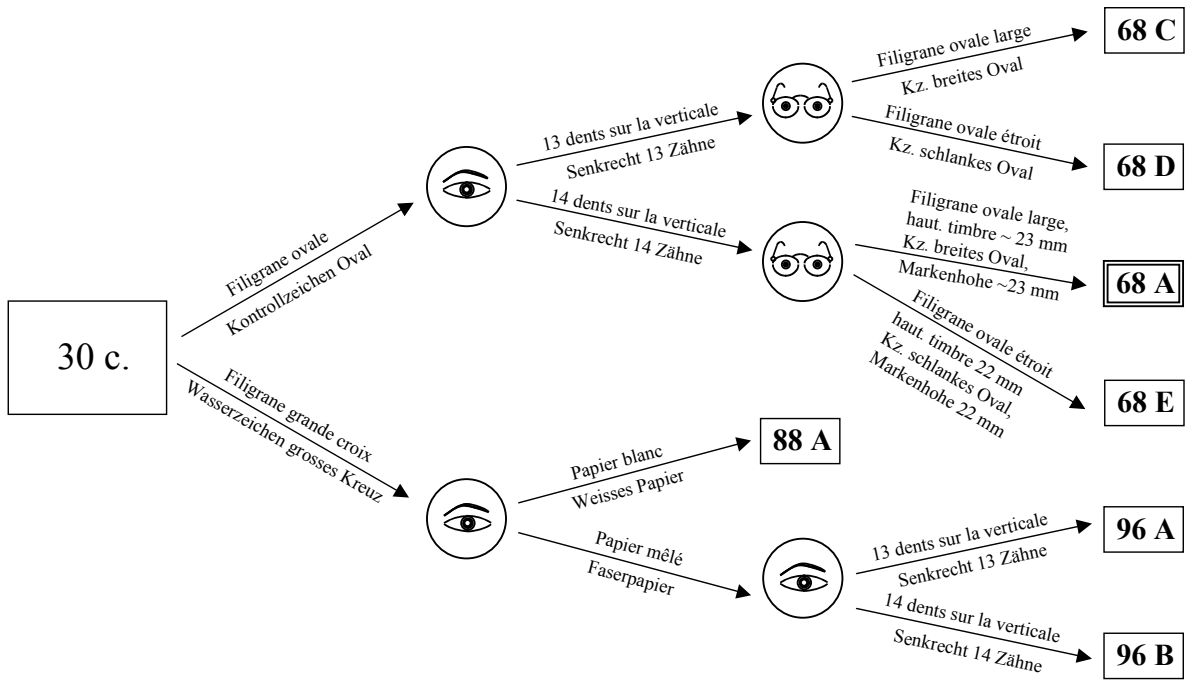 30 c.
Filigrane ovale
Kontrollzeichen Oval
13 dents sur la verticale
Senkrecht 13 Zähne
Filigrane ovale large
Kz. breites Oval
68 C
Filigrane ovale étroit
Kz. schlankes Oval
68 D
14 dents sur la verticale
Senkrecht 14 Zähne
Filigrane ovale large,
haut. timbre ~ 23 mm
Kz. breites Oval,
Markenhohe ~23 mm
68 A
Filigrane ovale étroit
haut. timbre 22 mm
Kz. schlankes Oval,
Markenhohe 22 mm
68 E
Filigrane grande croix
Wasserzeichen grosses Kreuz
Papier blanc
Weisses Papier
88 A
Papier mêlé
Faserpapier
13 dents sur la verticale
Senkrecht 13 Zähne
96 A
14 dents sur la verticale
Senkrecht 14 Zähne
96 B